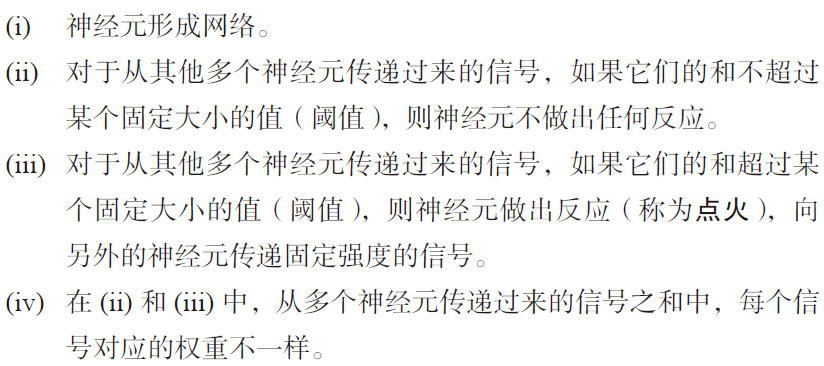 (i) 神经元形成网络。
(ii) 对于从其他多个神经元传递过来的信号，如果它们的和不超过
某个固定大小的值（阈值），则神经元不做出任何反应。
(iii) 对于从其他多个神经元传递过来的信号，如果它们的和超过某
个固定大小的值（阈值），则神经元做出反应（称为点火），向
另外的神经元传递固定强度的信号。
(iv) 在 (ii) 和 (iii) 中，从多个神经元传递过来的信号之和中，每个信
号对应的权重不一样。